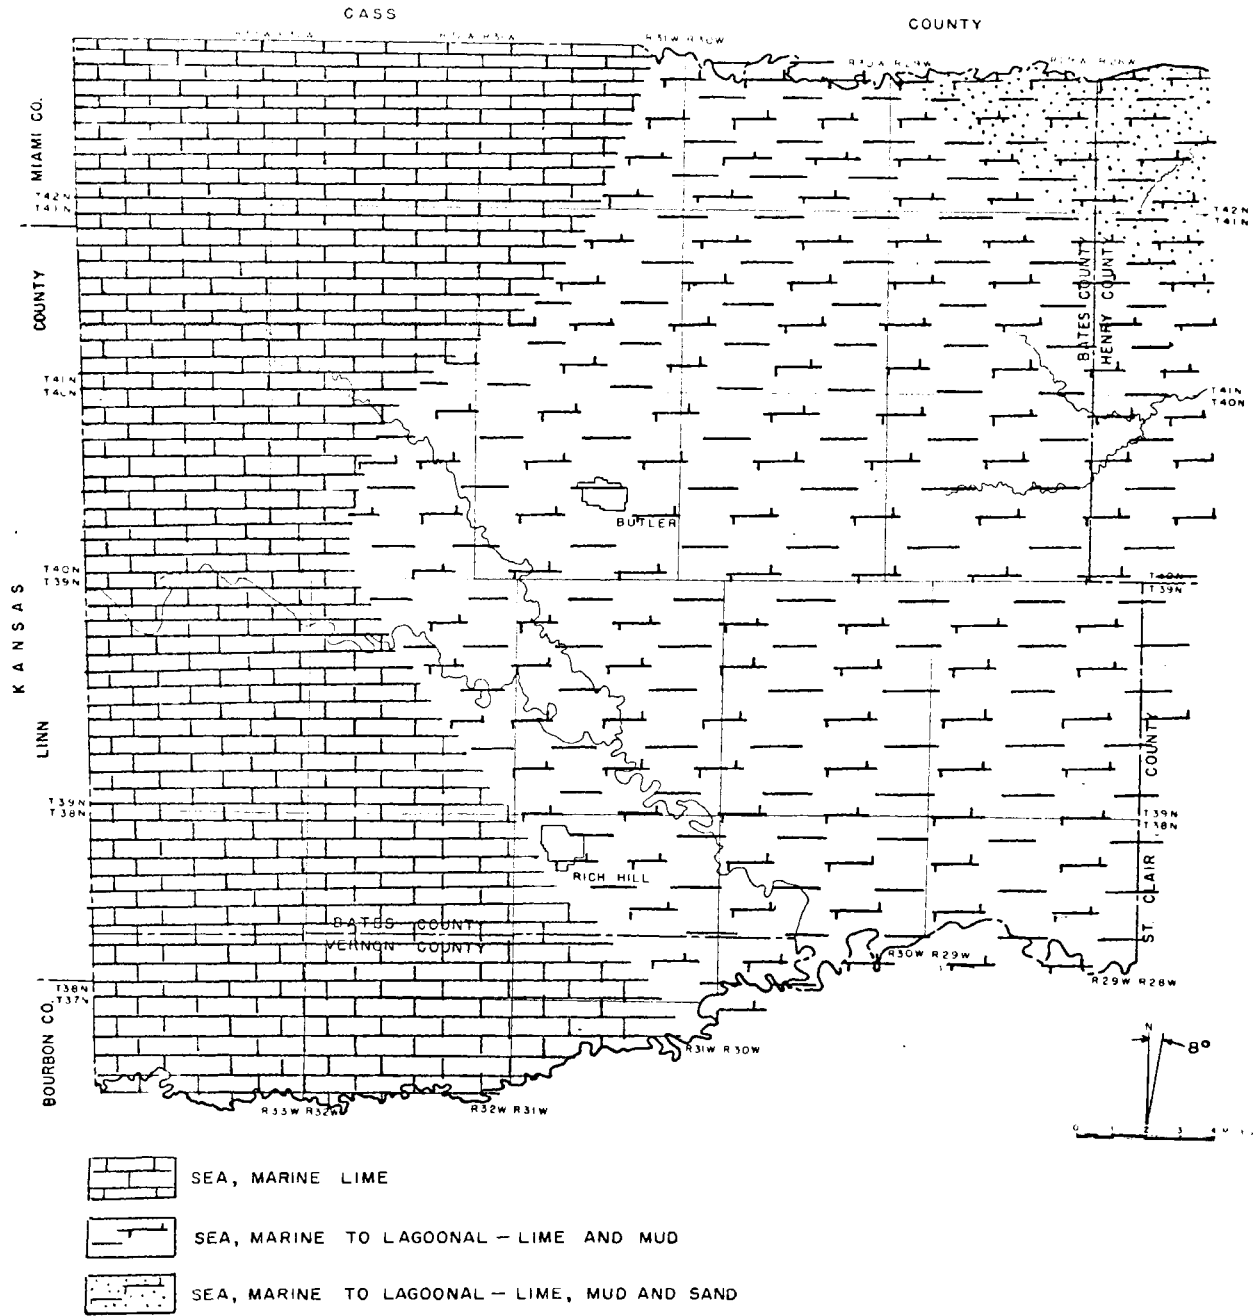 CASS
COUNTY
R31W R30W
R30W R29W
MIAMI CO.
T42N
T41N
T42N
T41N
COUNTY
BATES COUNTY
HENRY COUNTY
T41N
T40N
T41N
T40N
BUTLER
T40N
T39N
T40N
T39N
KANSAS
LINN
ST. CLAIR COUNTY
T39N
T38N
T39N
T38N
RICH HILL
BATES COUNTY
VERNON COUNTY
R30W R29W
R29W R28W
T38N
T37N
BOURBON CO.
R31W R30W
R33W R32W
R32W R31W
N
8°
0 1 2 3 4
SEA, MARINE LIME
SEA, MARINE TO LAGOONAL — LIME AND MUD
SEA, MARINE TO LAGOONAL — LIME, MUD AND SAND